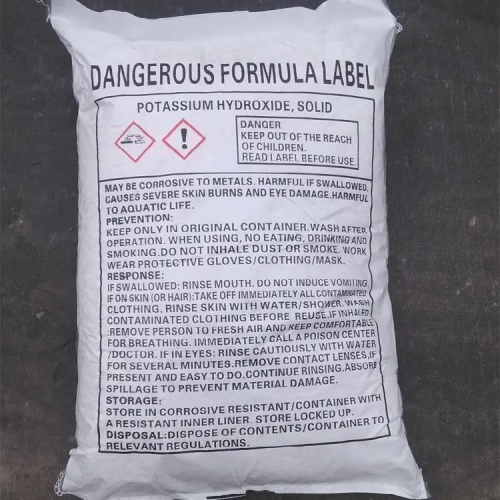 DANGEROUS FORMULA LABEL
POTASSIUM HYDROXIDE, SOLID
DANGER
KEEP OUT OF THE REACH
OF CHILDREN.
READ LABEL BEFORE USE.
MAY BE CORROSIVE TO METALS. HARMFUL IF SWALLOWED.
CAUSES SEVERE SKIN BURNS AND EYE DAMAGE.HARMFUL
TO AQUATIC LIFE.
PREVENTION:
KEEP ONLY IN ORIGINAL CONTAINER.WASH AFTER
OPERATION. WHEN USING, NO EATING, DRINKING AND
SMOKING.DO NOT INHALE DUST OR SMOKE. WORK
WEAR PROTECTIVE GLOVES/CLOTHING/MASK.
RESPONSE:
IF SWALLOWED: RINSE MOUTH. DO NOT INDUCE VOMITING.
IF ON SKIN (OR HAIR):TAKE OFF IMMEDIATELY ALL CONTAMINATED
CLOTHING. RINSE SKIN WITH WATER/SHOWER. WASH
CONTAMINATED CLOTHING BEFORE REUSE.IF INHALED
:REMOVE PERSON TO FRESH AIR AND KEEP COMFORTABLE
FOR BREATHING. IMMEDIATELY CALL A POISON CENTER
/DOCTOR. IF IN EYES: RINSE CAUTIOUSLY WITH WATER
FOR SEVERAL MINUTES.REMOVE CONTACT LENSES,IF
PRESENT AND EASY TO DO.CONTINUE RINSING.ABSORB
SPILLAGE TO PREVENT MATERIAL DAMAGE.
STORAGE:
STORE IN CORROSIVE RESISTANT/CONTAINER WITH
A RESISTANT INNER LINER. STORE LOCKED UP.
DISPOSAL:DISPOSE OF CONTENTS/CONTAINER TO
RELEVANT REGULATIONS.